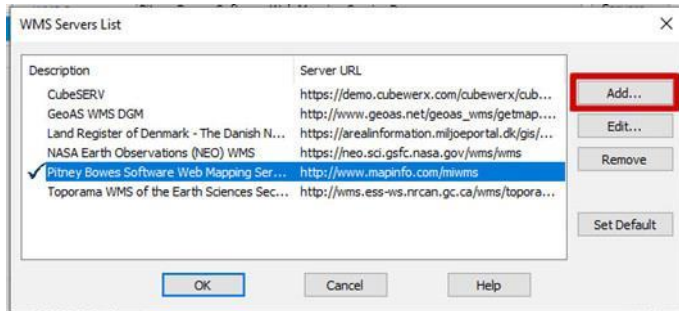 WMS Servers List
Description Server URL
CubeSERV https://demo.cubewerx.com/cubewerx/cub...
GeoAS WMS DGM http://www.geoas.net/geoas_wms/getmap....
Land Register of Denmark - The Danish N... https://arealinformation.miljoeportal.dk/gis/...
NASA Earth Observations (NEO) WMS https://neo.sci.gsfc.nasa.gov/wms/wms
Pitney Bowes Software Web Mapping Ser... http://www.mapinfo.com/miwms
Toporama WMS of the Earth Sciences Sec... http://wms.ess-ws.nrcan.gc.ca/wms/topora...
Add...
Edit...
Remove
Set Default
OK Cancel Help